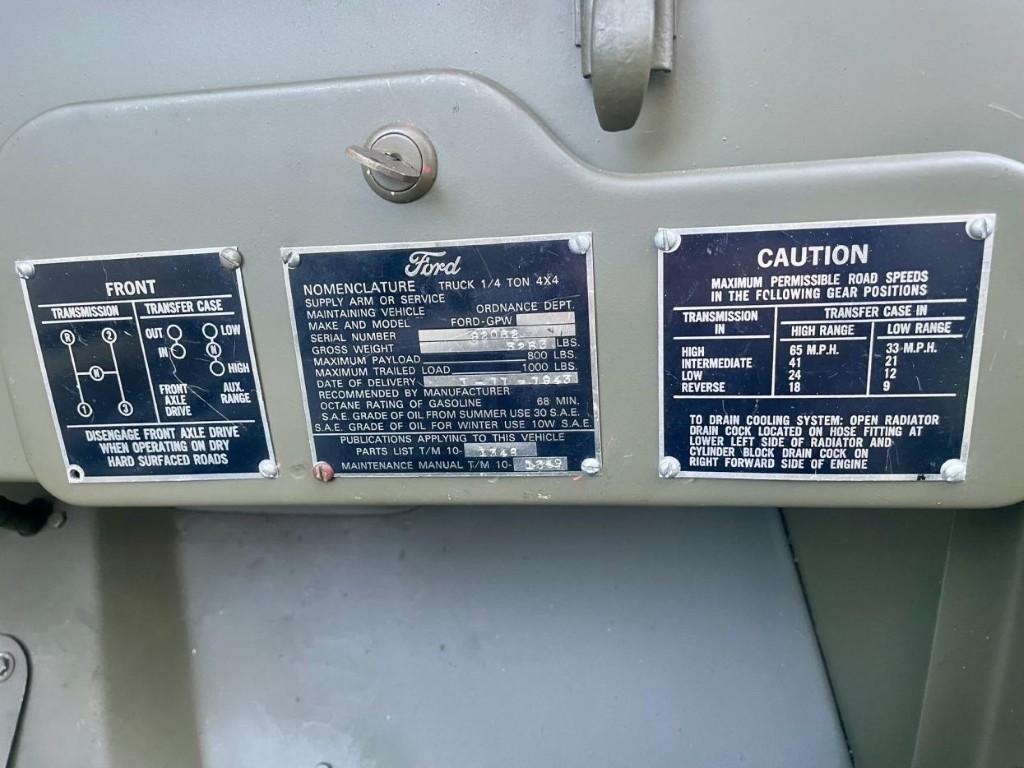 FRONT
TRANSMISSION TRANSFER CASE
R 2
OUT LOW
IN N
N HIGH
1 3
FRONT AXLE DRIVE
AUX. RANGE
DISENGAGE FRONT AXLE DRIVE
WHEN OPERATING ON DRY
HARD SURFACED ROADS
Ford
NOMENCLATURE TRUCK 1/4 TON 4X4
SUPPLY ARM OR SERVICE
MAINTAINING VEHICLE ORDNANCE DEPT.
MAKE AND MODEL FORD-GPW
SERIAL NUMBER
GROSS WEIGHT 3283 LBS.
MAXIMUM PAYLOAD 800 LBS.
MAXIMUM TRAILED LOAD 1000 LBS.
DATE OF DELIVERY
RECOMMENDED BY MANUFACTURER
OCTANE RATING OF GASOLINE 68 MIN.
S.A.E. GRADE OF OIL FROM SUMMER USE 30 S.A.E.
S.A.E. GRADE OF OIL FOR WINTER USE 10W S.A.E.
PUBLICATIONS APPLYING TO THIS VEHICLE
PARTS LIST T/M 10- 1348
MAINTENANCE MANUAL T/M 10- 1349
CAUTION
MAXIMUM PERMISSIBLE ROAD SPEEDS
IN THE FOLLOWING GEAR POSITIONS
TRANSMISSION IN TRANSFER CASE IN
HIGH RANGE LOW RANGE
HIGH 65 M.P.H. 33 M.P.H.
INTERMEDIATE 41 21
LOW 24 12
REVERSE 18 9
TO DRAIN COOLING SYSTEM: OPEN RADIATOR
DRAIN COCK LOCATED ON HOSE FITTING AT
LOWER LEFT SIDE OF RADIATOR AND
CYLINDER BLOCK DRAIN COCK ON
RIGHT FORWARD SIDE OF ENGINE